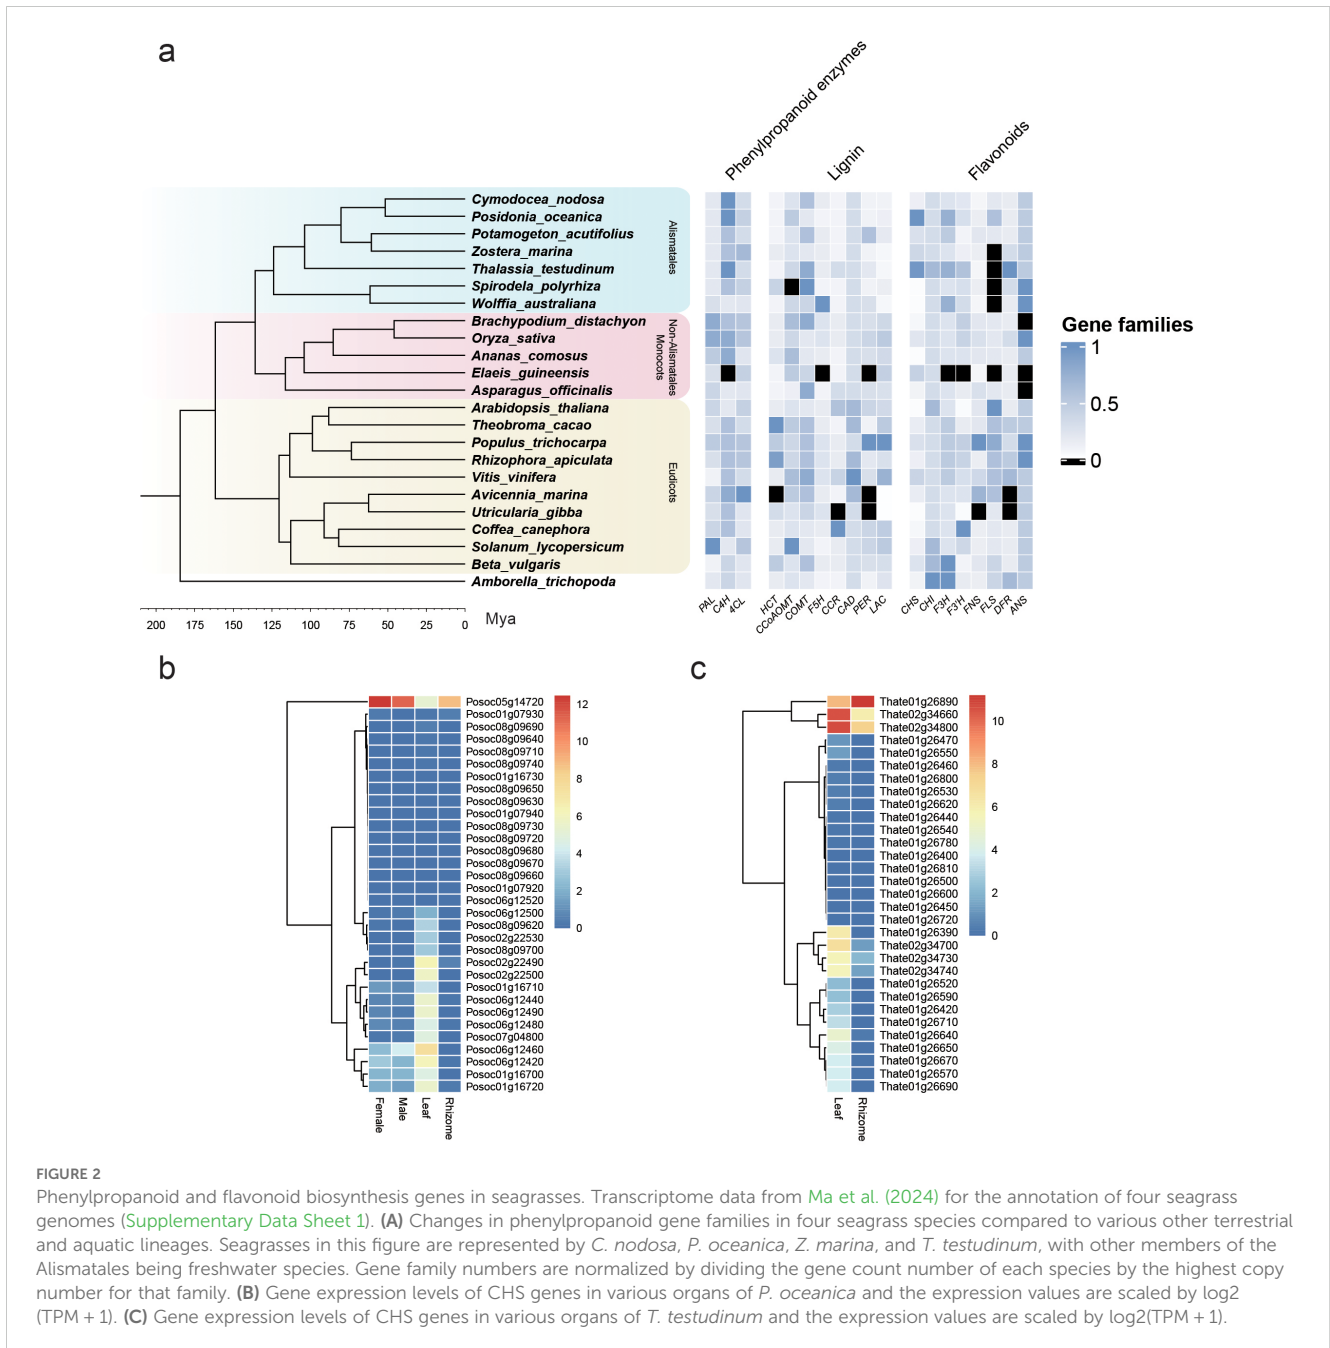 a
Phenylpropanoid enzymes
Lignin
Flavonoids
Cymodocea_nodosa
Posidonia_oceanica
Potamogeton_acutifolius
Zostera_marina
Thalassia_testudinum
Spirodela_polyrhiza
Wolffia_australiana
Alismatales
Brachypodium_distachyon
Oryza_sativa
Ananas_comosus
Elaeis_guineensis
Asparagus_officinalis
Non-Alismatales
Monocots
Arabidopsis_thaliana
Theobroma_cacao
Populus_trichocarpa
Rhizophora_apiculata
Vitis_vinifera
Avicennia_marina
Utricularia_gibba
Coffea_canephora
Solanum_lycopersicum
Beta_vulgaris
Eudicots
Amborella_trichopoda
Gene families
1
0.5
0
PAL C4H 4CL HCT CCoAOMT COMT F5H CCR CAD PER LAC CHS CHI F3H F3'H FNS FLS DFR ANS
200 175 150 125 100 75 50 25 0 Mya
b
Posoc05g14720
Posoc01g07930
Posoc08g09690
Posoc08g09640
Posoc08g09710
Posoc08g09740
Posoc01g16730
Posoc08g09650
Posoc08g09630
Posoc01g07940
Posoc08g09730
Posoc08g09720
Posoc08g09680
Posoc08g09670
Posoc08g09660
Posoc01g07920
Posoc06g12520
Posoc06g12500
Posoc08g09620
Posoc02g22530
Posoc08g09700
Posoc02g22490
Posoc02g22500
Posoc01g16710
Posoc06g12440
Posoc06g12490
Posoc06g12480
Posoc07g04800
Posoc06g12460
Posoc06g12420
Posoc01g16700
Posoc01g16720
Female Male Leaf Rhizome
12
10
8
6
4
2
0
c
Thate01g26890
Thate02g34660
Thate02g34800
Thate01g26470
Thate01g26550
Thate01g26460
Thate01g26800
Thate01g26530
Thate01g26620
Thate01g26440
Thate01g26540
Thate01g26780
Thate01g26400
Thate01g26810
Thate01g26500
Thate01g26600
Thate01g26450
Thate01g26720
Thate01g26390
Thate02g34700
Thate02g34730
Thate02g34740
Thate01g26520
Thate01g26590
Thate01g26420
Thate01g26710
Thate01g26640
Thate01g26650
Thate01g26670
Thate01g26570
Thate01g26690
Leaf Rhizome
10
8
6
4
2
0
FIGURE 2
Phenylpropanoid and flavonoid biosynthesis genes in seagrasses. Transcriptome data from Ma et al. (2024) for the annotation of four seagrass
genomes (Supplementary Data Sheet 1). (A) Changes in phenylpropanoid gene families in four seagrass species compared to various other terrestrial
and aquatic lineages. Seagrasses in this figure are represented by C. nodosa, P. oceanica, Z. marina, and T. testudinum, with other members of the
Alismatales being freshwater species. Gene family numbers are normalized by dividing the gene count number of each species by the highest copy
number for that family. (B) Gene expression levels of CHS genes in various organs of P. oceanica and the expression values are scaled by log2
(TPM + 1). (C) Gene expression levels of CHS genes in various organs of T. testudinum and the expression values are scaled by log2(TPM + 1).